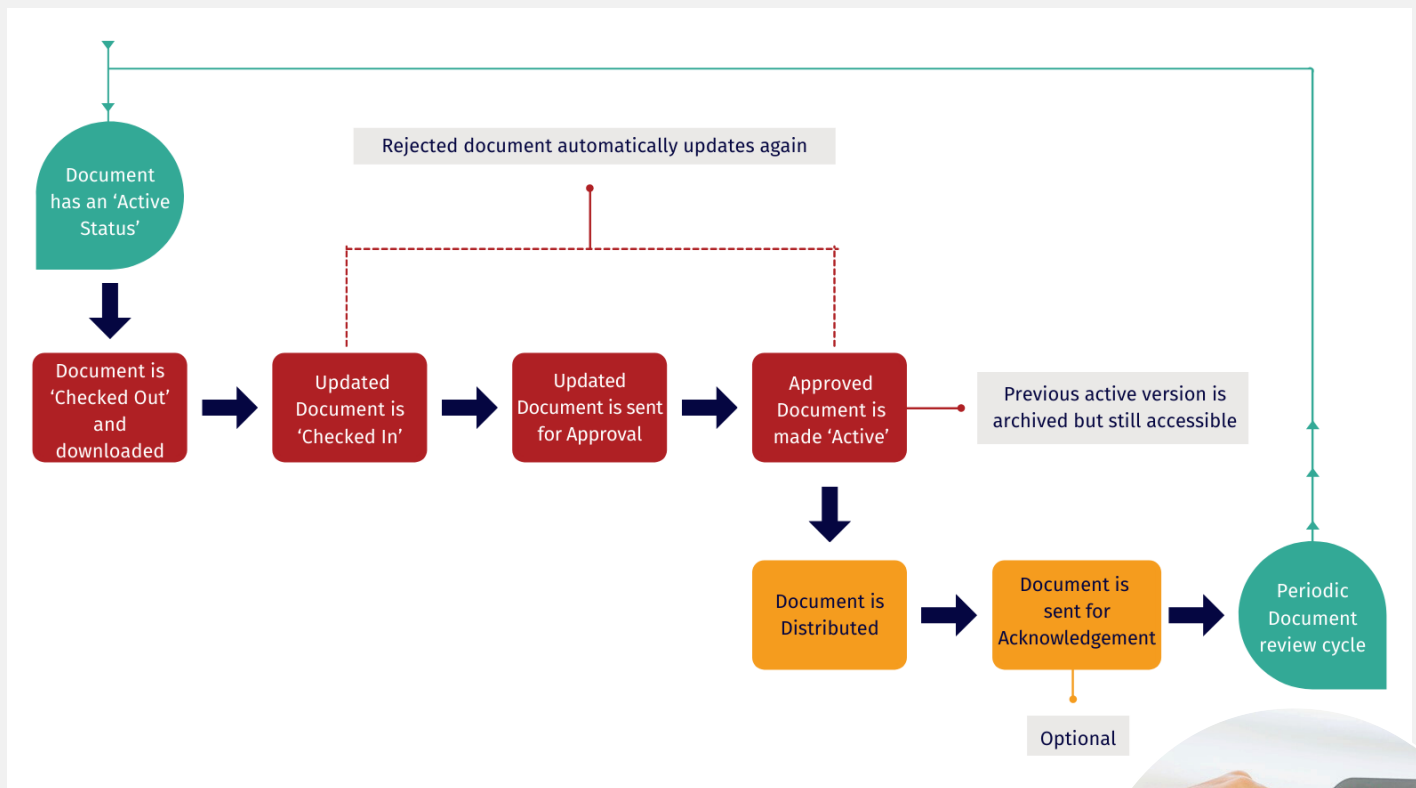 Document
has an ‘Active
Status’
Rejected document automatically updates again
Document is
‘Checked Out’
and
downloaded
Updated
Document is
‘Checked In’
Updated
Document is sent
for Approval
Approved
Document is
made ‘Active’
Previous active version is
archived but still accessible
Document is
Distributed
Document is
sent for
Acknowledgement
Periodic
Document
review cycle
Optional